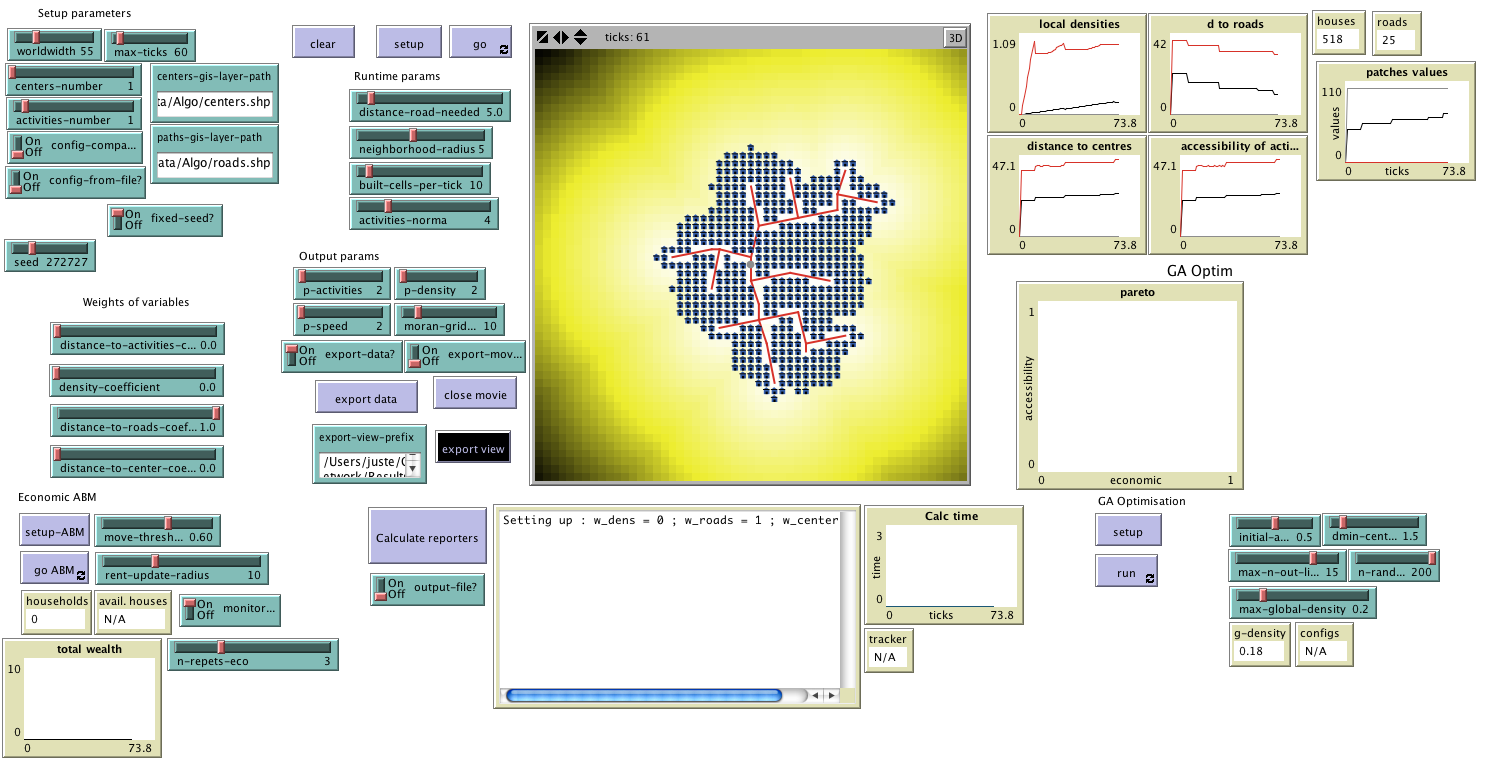 Setup parameters
worldwidth 55
max-ticks 60
centers-number 1
activities-number 1
config-compa...
On
Off
config-from-file?
On
Off
centers-gis-layer-path
ta/Algo/centers.shp
paths-gis-layer-path
ata/Algo/roads.shp
fixed-seed?
On
Off
seed 272727
Weights of variables
distance-to-activities-c... 0.0
density-coefficient 0.0
distance-to-roads-coef... 1.0
distance-to-center-coe... 0.0
clear
setup
go
Runtime params
distance-road-needed 5.0
neighborhood-radius 5
built-cells-per-tick 10
activities-norma 4
Output params
p-activities 2
p-density 2
p-speed 2
moran-grid... 10
On
Off
export-data?
On
Off
export-mov...
export data
close movie
export-view-prefix
/Users/juste/
etwork/Result
export view
ticks: 61
3D
local densities
1.09
0
0
73.8
d to roads
42
0
0
73.8
distance to centres
47.1
0
0
73.8
accessibility of acti...
47.1
0
0
73.8
houses
518
roads
25
patches values
110
values
0
0
ticks
73.8
GA Optim
pareto
1
accessibility
0
0
economic
1
Economic ABM
setup-ABM
move-thresh... 0.60
go ABM
rent-update-radius 10
households
0
avail. houses
N/A
On
Off
monitor...
total wealth
10
0
0
73.8
n-repets-eco 3
Calculate reporters
On
Off
output-file?
Setting up : w_dens = 0 ; w_roads = 1 ; w_center
Calc time
3
time
0
0
ticks
73.8
tracker
N/A
GA Optimisation
setup
run
initial-a... 0.5
dmin-cent... 1.5
max-n-out-li... 15
n-rand... 200
max-global-density 0.2
g-density
0.18
configs
N/A